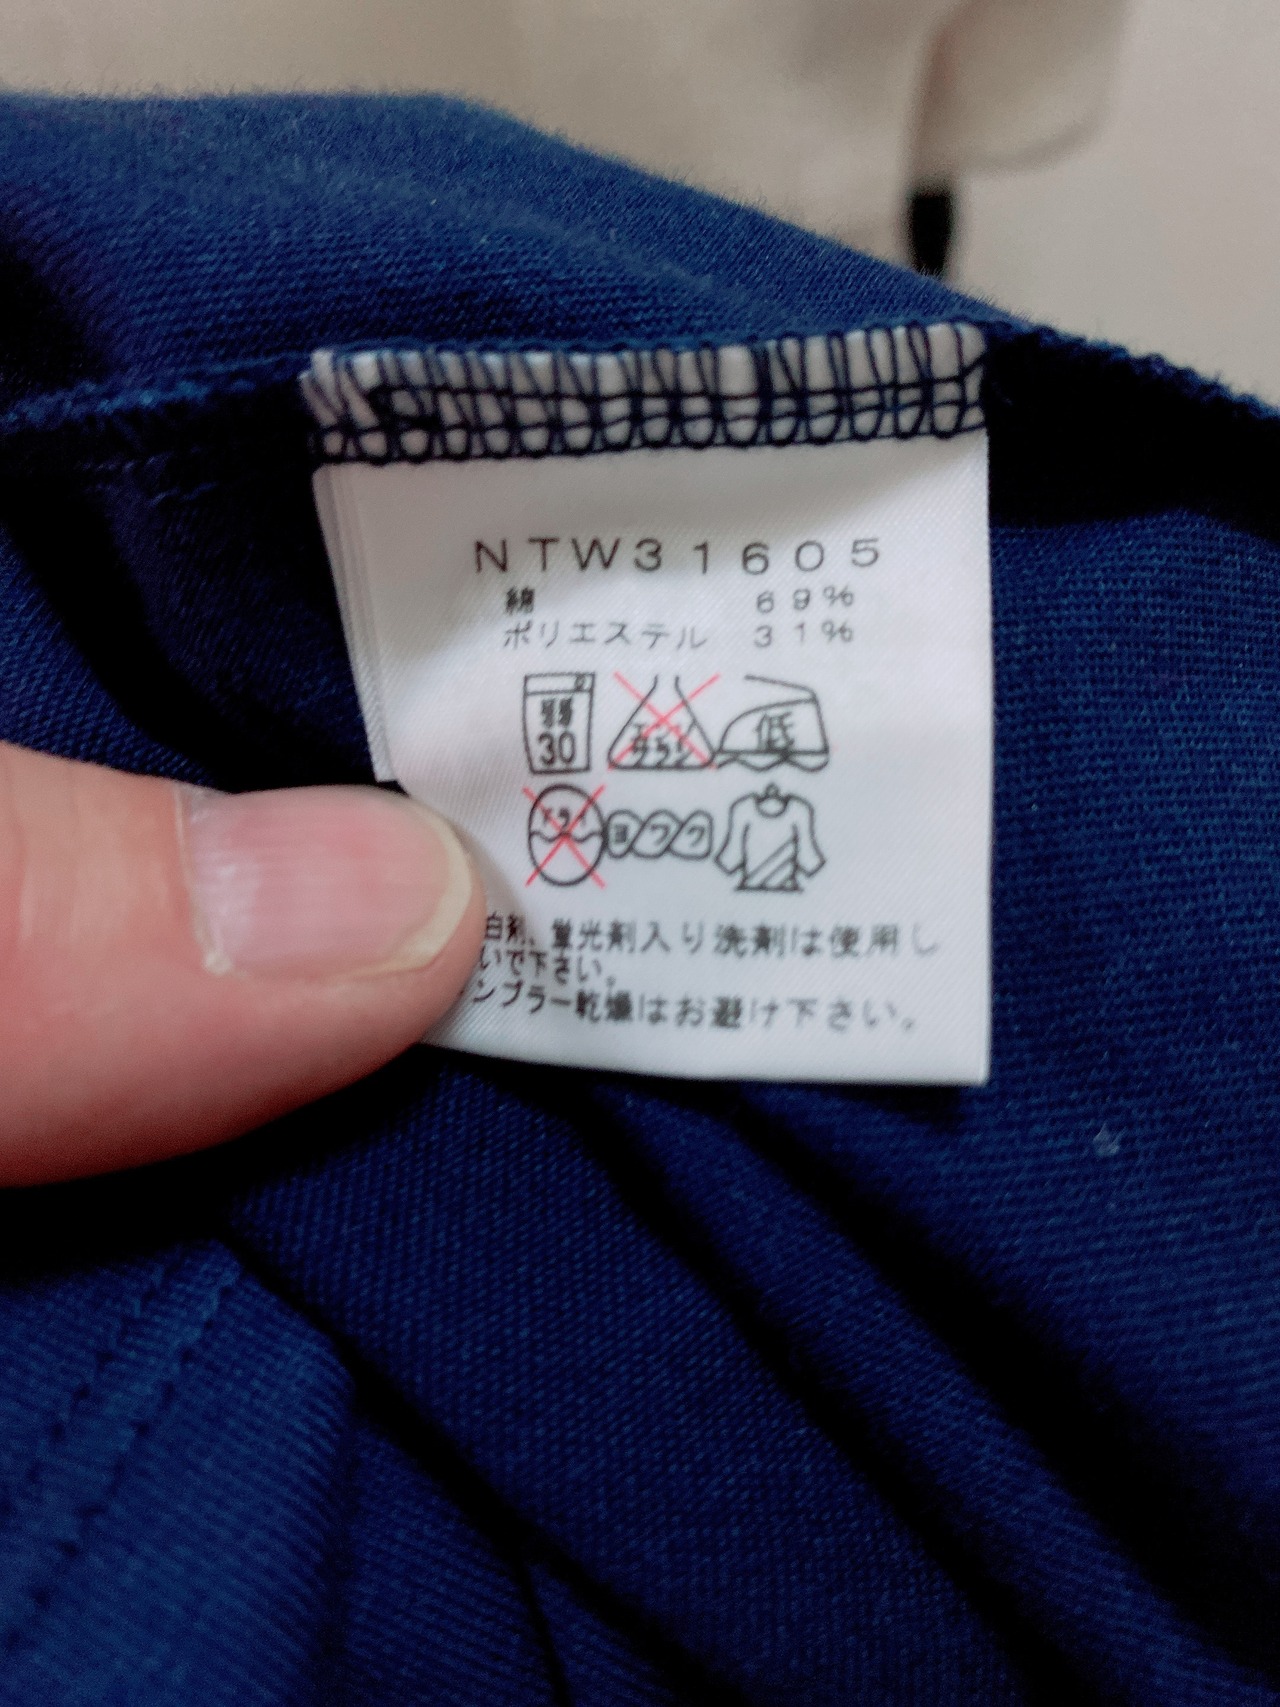 NTW31605
綿 69%
ポリエステル 31%
弱
30
低
ヨワク
白剤、蛍光剤入り洗剤は使用し
いで下さい。
ンブラー乾燥はお避け下さい。